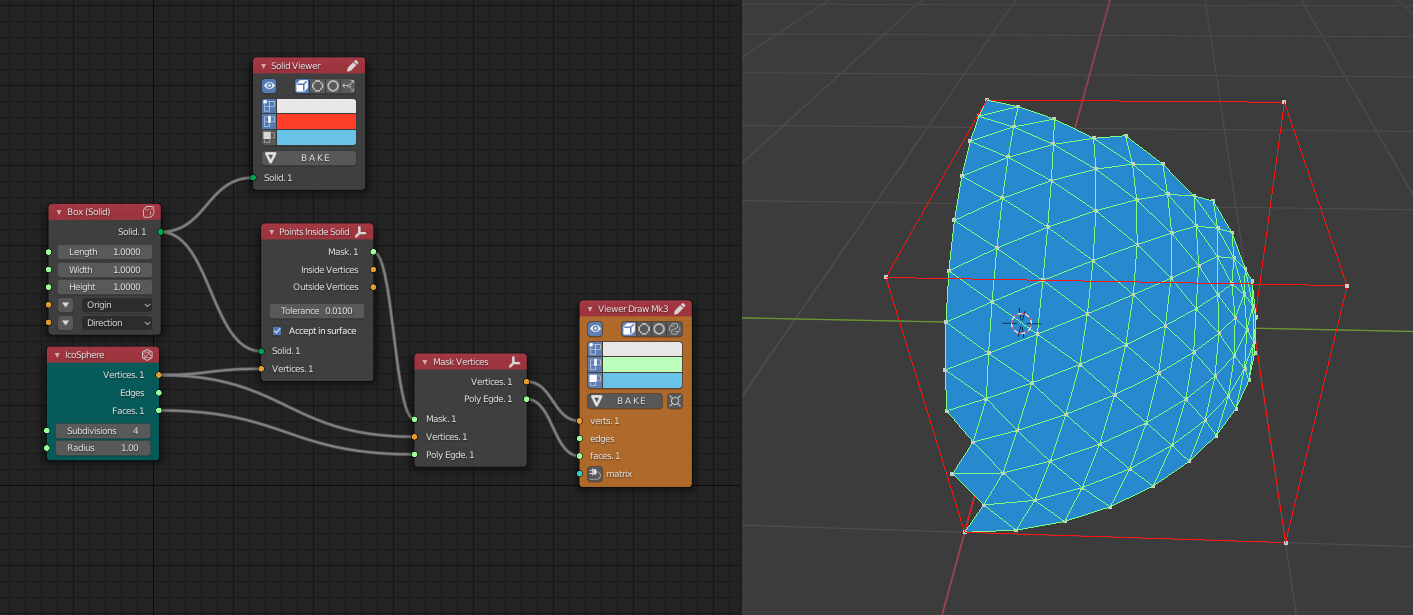 Solid Viewer
BAKE
Solid. 1
Box (Solid)
Solid. 1
Length 1.0000
Width 1.0000
Height 1.0000
Origin
Direction
Points Inside Solid
Mask. 1
Inside Vertices
Outside Vertices
Tolerance 0.0100
Accept in surface
Solid. 1
Vertices. 1
IcoSphere
Vertices. 1
Edges
Faces. 1
Subdivisions 4
Radius 1.00
Mask Vertices
Vertices. 1
Poly Egde. 1
Mask. 1
Vertices. 1
Poly Egde. 1
Viewer Draw Mk3
BAKE
verts. 1
edges
faces. 1
matrix